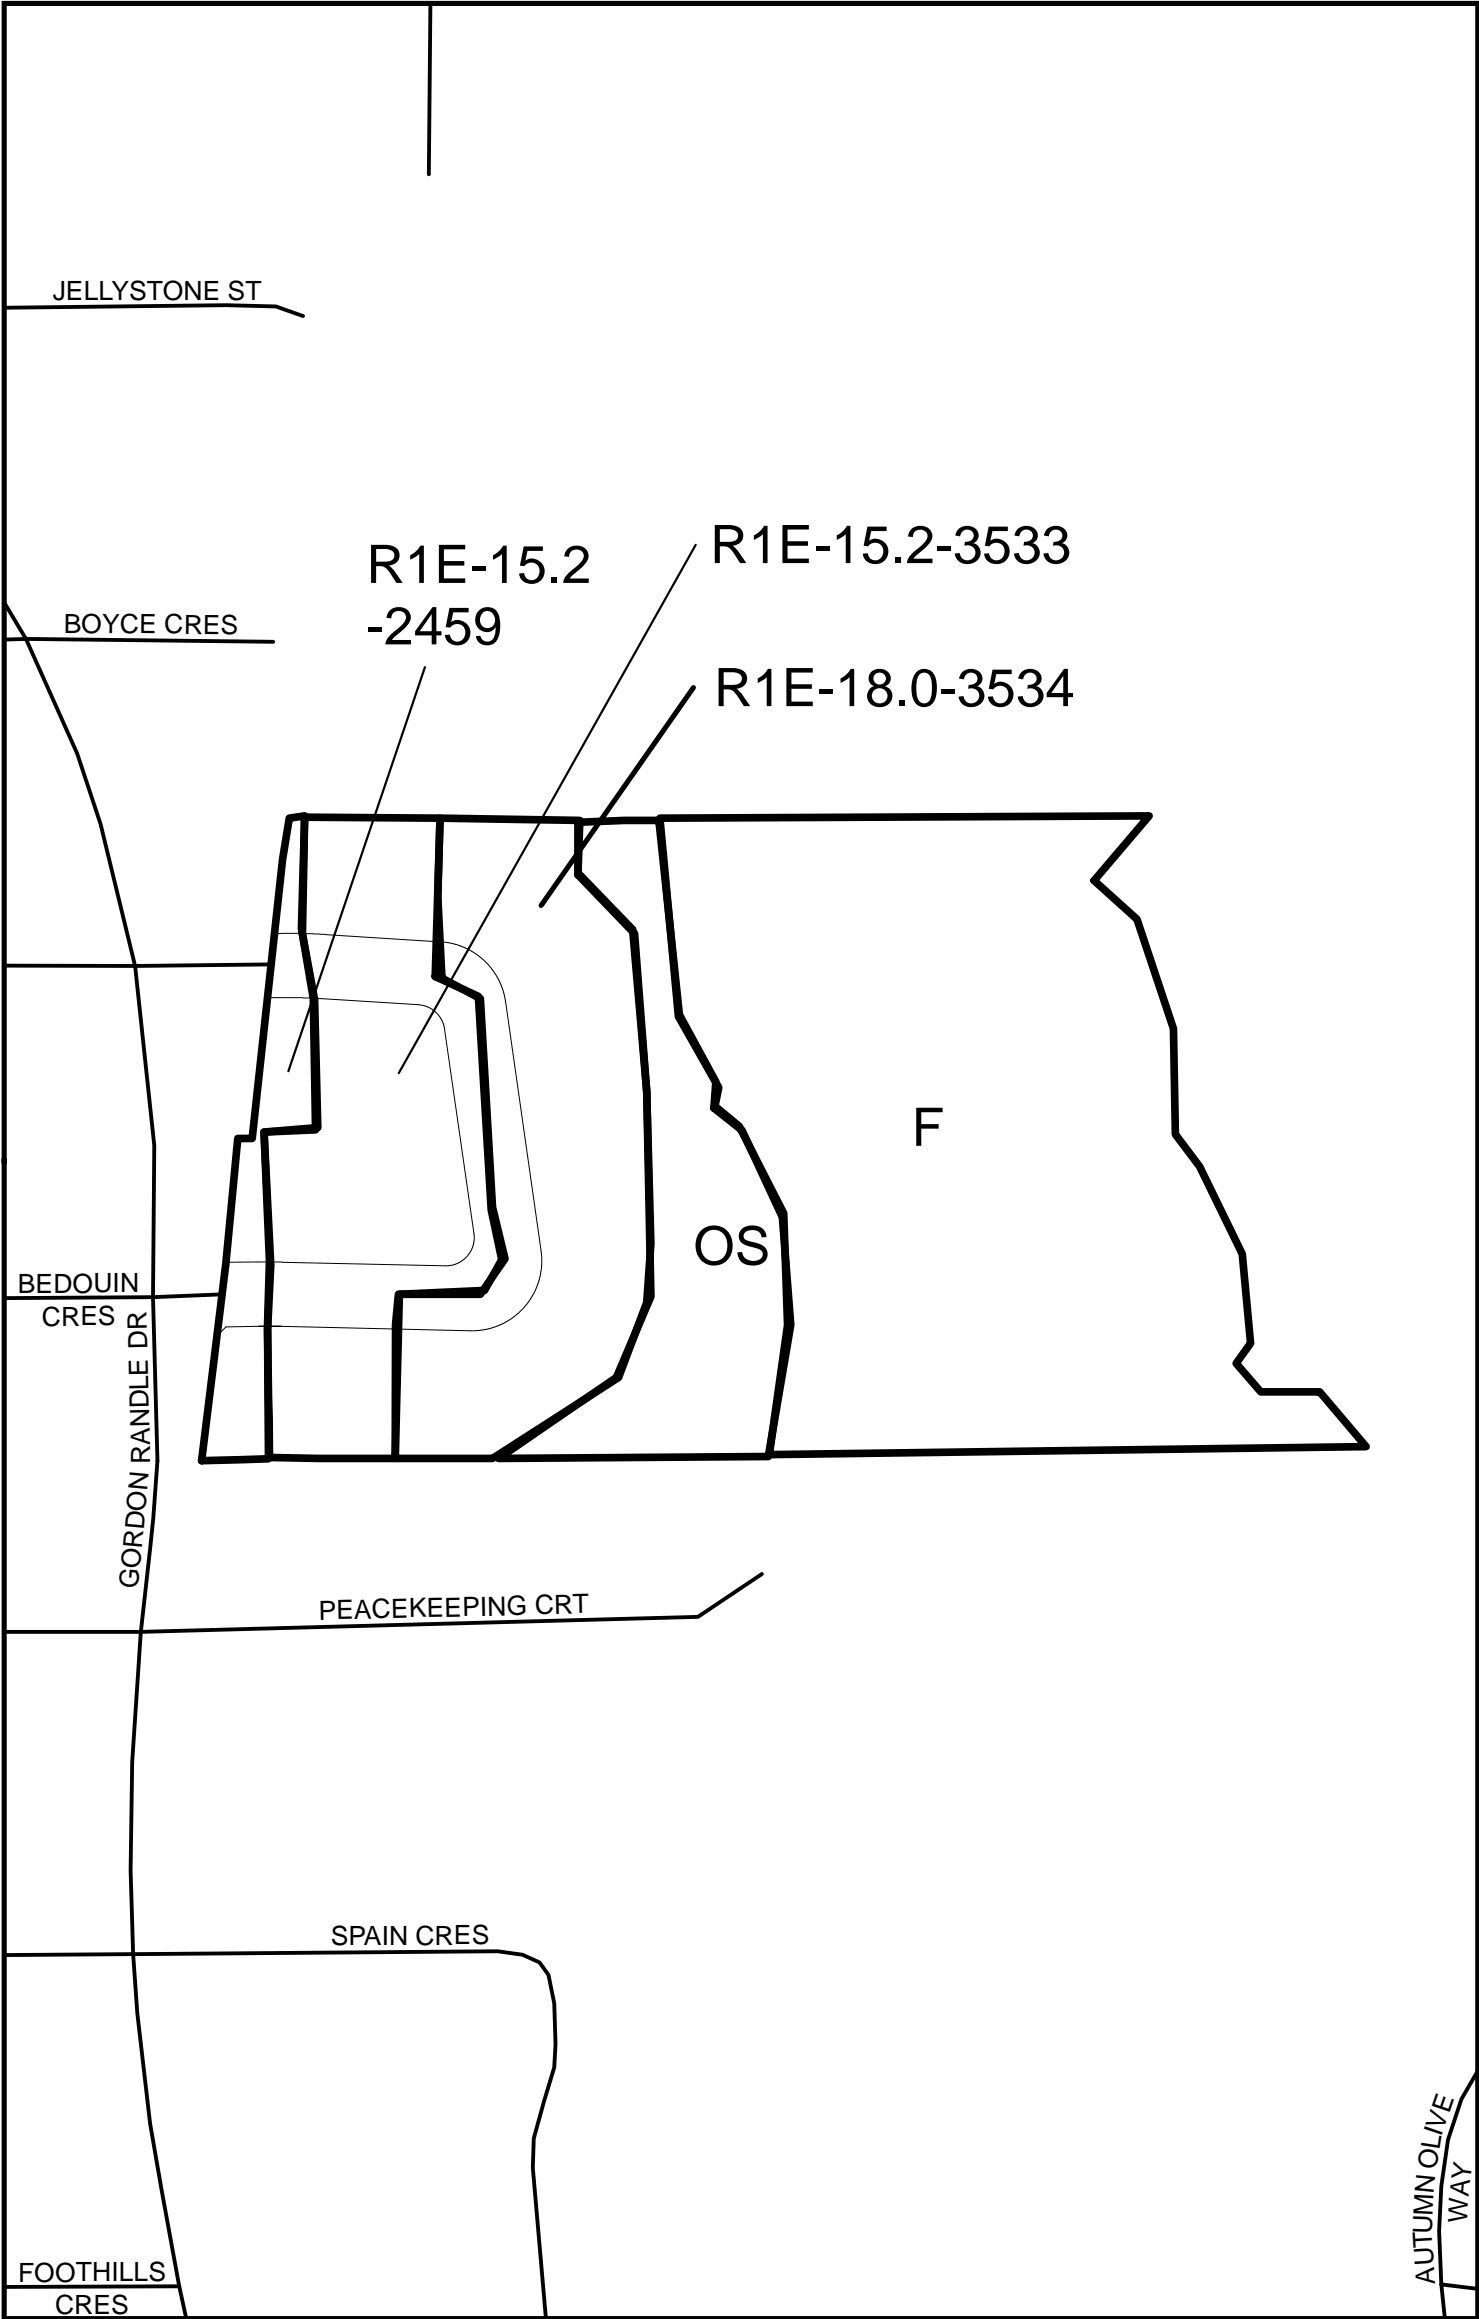 JELLYSTONE ST
R1E-15.2-3533
R1E-15.2
-2459
BOYCE CRES
R1E-18.0-3534
F
OS
BEDOUIN
CRES
GORDON RANDLE DR
PEACEKEEPING CRT
SPAIN CRES
AUTUMN OLIVE
WAY
FOOTHILLS
CRES